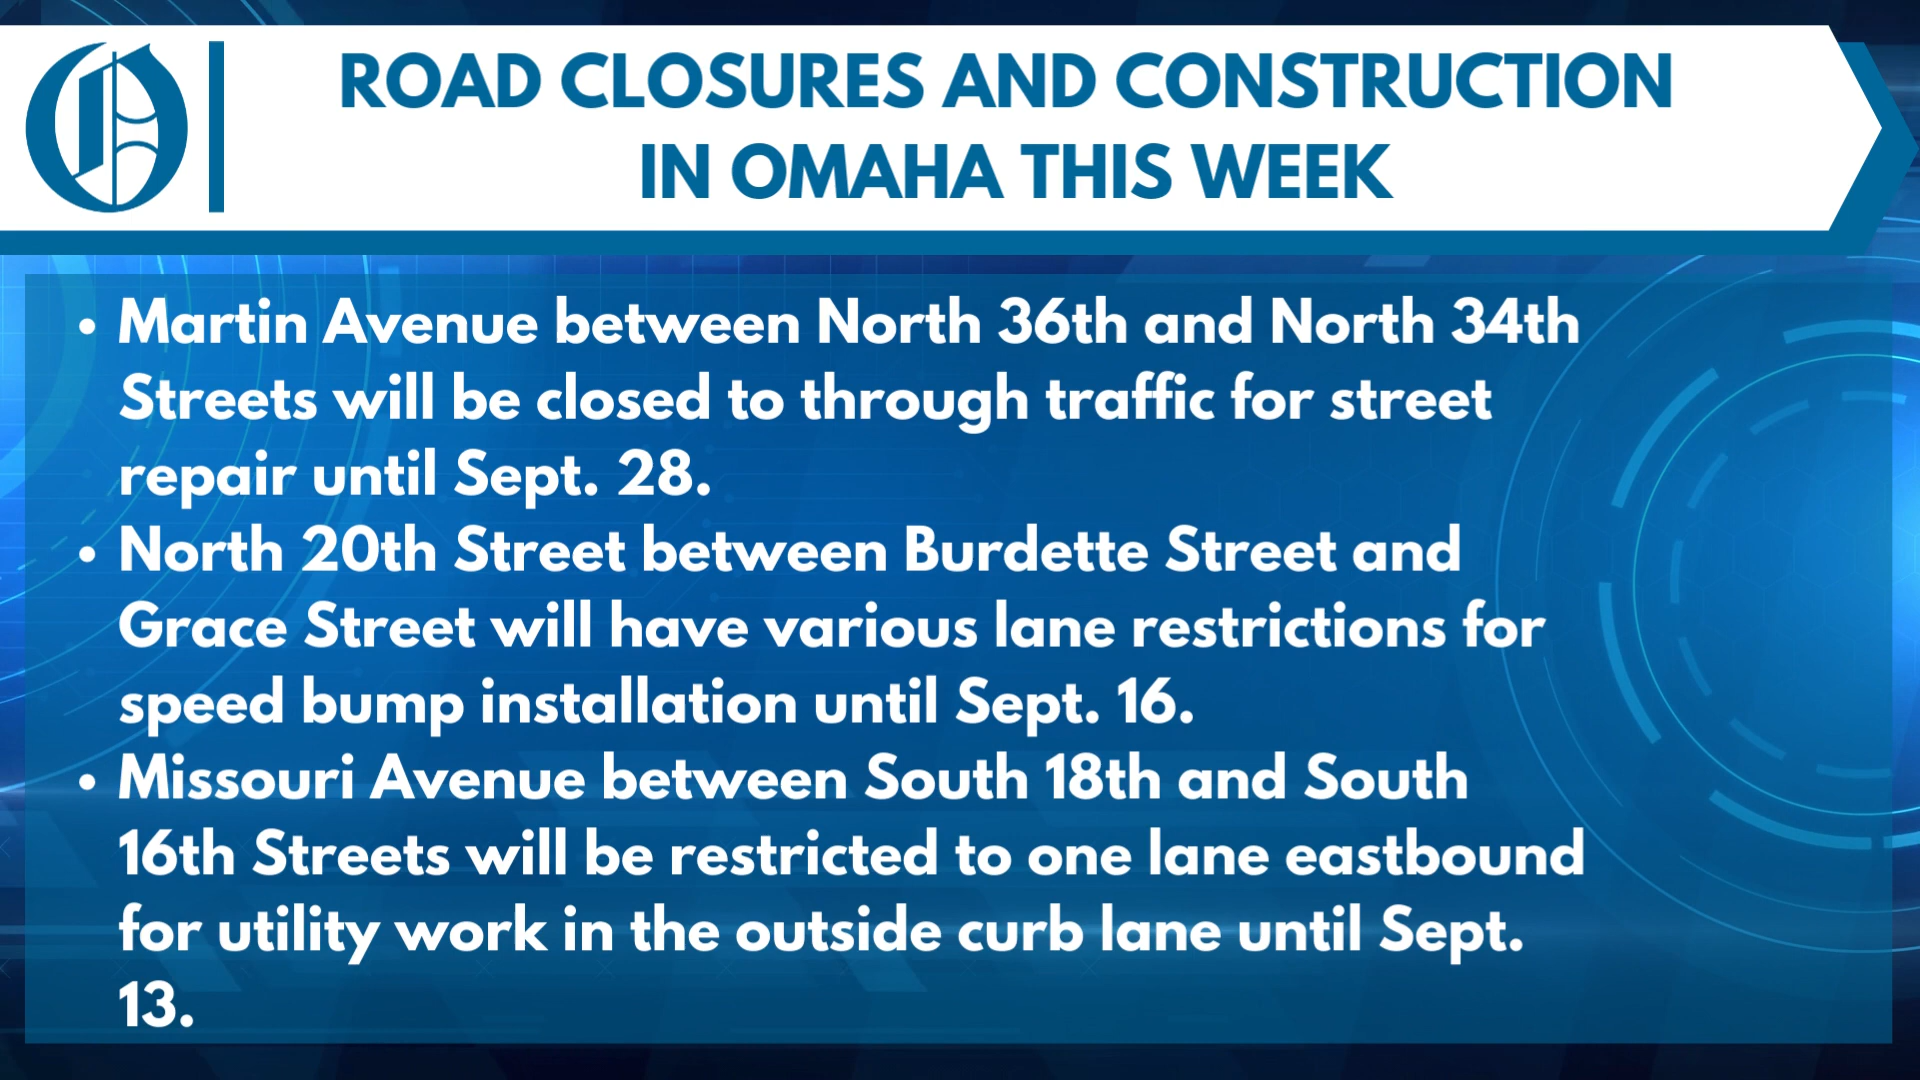 O
ROAD CLOSURES AND CONSTRUCTION
IN OMAHA THIS WEEK
• Martin Avenue between North 36th and North 34th
Streets will be closed to through traffic for street
repair until Sept. 28.
• North 20th Street between Burdette Street and
Grace Street will have various lane restrictions for
speed bump installation until Sept. 16.
• Missouri Avenue between South 18th and South
16th Streets will be restricted to one lane eastbound
for utility work in the outside curb lane until Sept.
13.